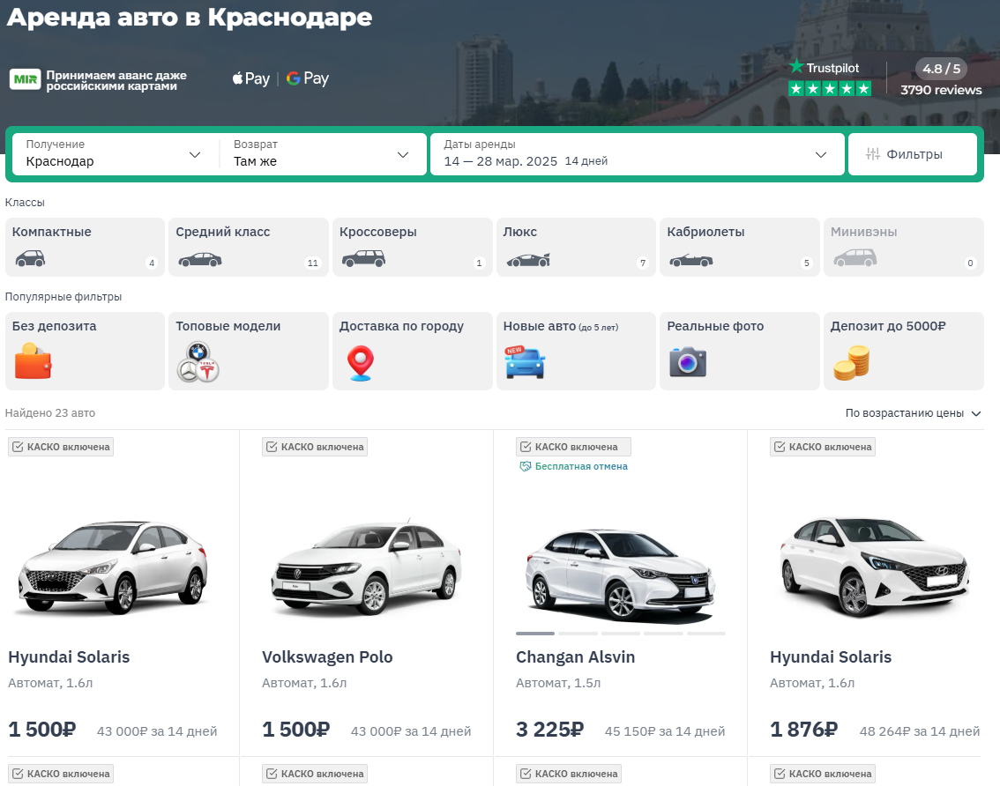 Аренда авто в Краснодаре
MIR
Принимаем аванс даже
российскими картами
Pay
G Pay
Trustpilot
4.8 / 5
3790 reviews
Получение
Краснодар
Возврат
Там же
Даты аренды
14 — 28 мар. 2025 14 дней
Фильтры
Классы
Компактные
4
Средний класс
11
Кроссоверы
1
Люкс
7
Кабриолеты
5
Минивэны
0
Популярные фильтры
Без депозита
Топовые модели
TESLA
Доставка по городу
Новые авто (до 5 лет)
NEW
Реальные фото
Депозит до 5000₽
Найдено 23 авто
По возрастанию цены
КАСКО включена
Hyundai Solaris
Автомат, 1.6л
1 500₽ 43 000₽ за 14 дней
КАСКО включена
Polo
Volkswagen Polo
Автомат, 1.6л
1 500₽ 43 000₽ за 14 дней
КАСКО включена
Бесплатная отмена
Changan Alsvin
Автомат, 1.5л
3 225₽ 45 150₽ за 14 дней
КАСКО включена
Hyundai Solaris
Автомат, 1.6л
1 876₽ 48 264₽ за 14 дней
КАСКО включена
КАСКО включена
КАСКО включена
КАСКО включена